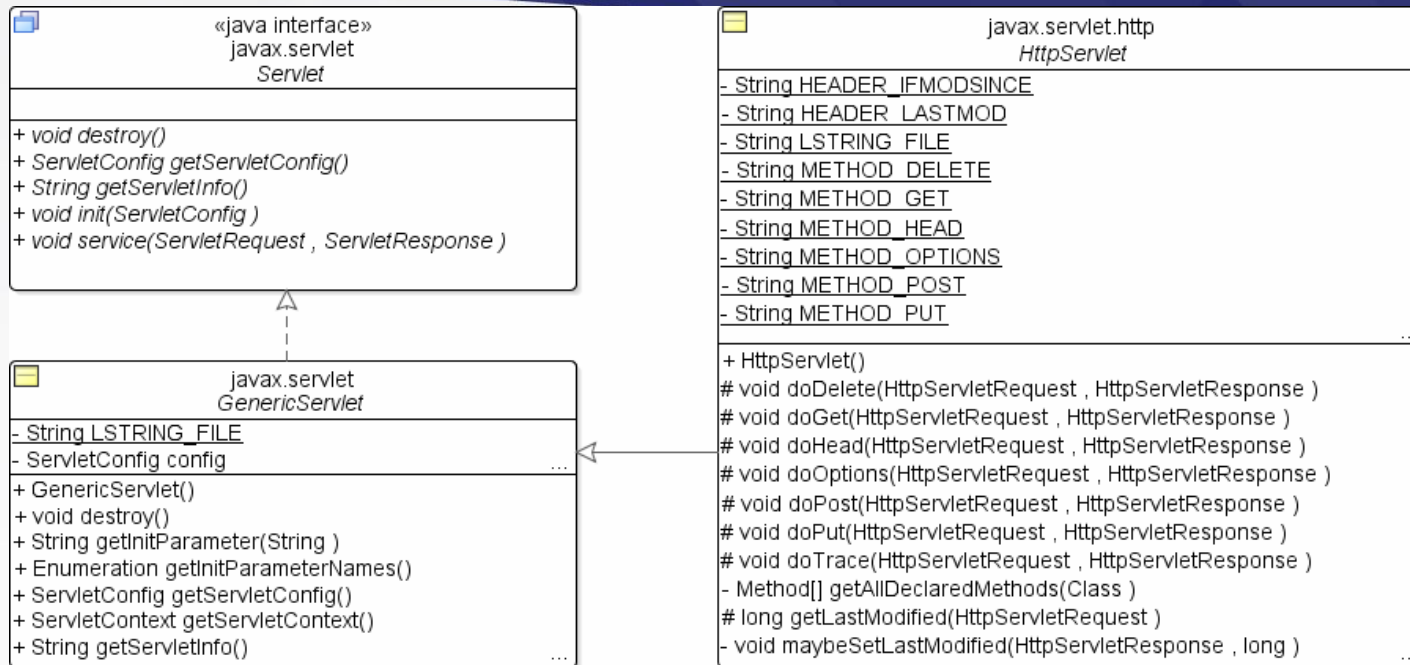 «java interface»
javax.servlet
Servlet
+ void destroy()
+ ServletConfig getServletConfig()
+ String getServletInfo()
+ void init(ServletConfig )
+ void service(ServletRequest , ServletResponse )
javax.servlet
GenericServlet
- String LSTRING_FILE
- ServletConfig config
...
+ GenericServlet()
+ void destroy()
+ String getInitParameter(String )
+ Enumeration getInitParameterNames()
+ ServletConfig getServletConfig()
+ ServletContext getServletContext()
+ String getServletInfo()
...
javax.servlet.http
HttpServlet
- String HEADER_IFMODSINCE
- String HEADER_LASTMOD
- String LSTRING_FILE
- String METHOD_DELETE
- String METHOD_GET
- String METHOD_HEAD
- String METHOD_OPTIONS
- String METHOD_POST
- String METHOD_PUT
...
+ HttpServlet()
# void doDelete(HttpServletRequest , HttpServletResponse )
# void doGet(HttpServletRequest , HttpServletResponse )
# void doHead(HttpServletRequest , HttpServletResponse )
# void doOptions(HttpServletRequest , HttpServletResponse )
# void doPost(HttpServletRequest , HttpServletResponse )
# void doPut(HttpServletRequest , HttpServletResponse )
# void doTrace(HttpServletRequest , HttpServletResponse )
- Method[] getAllDeclaredMethods(Class )
# long getLastModified(HttpServletRequest )
- void maybeSetLastModified(HttpServletResponse , long )
...